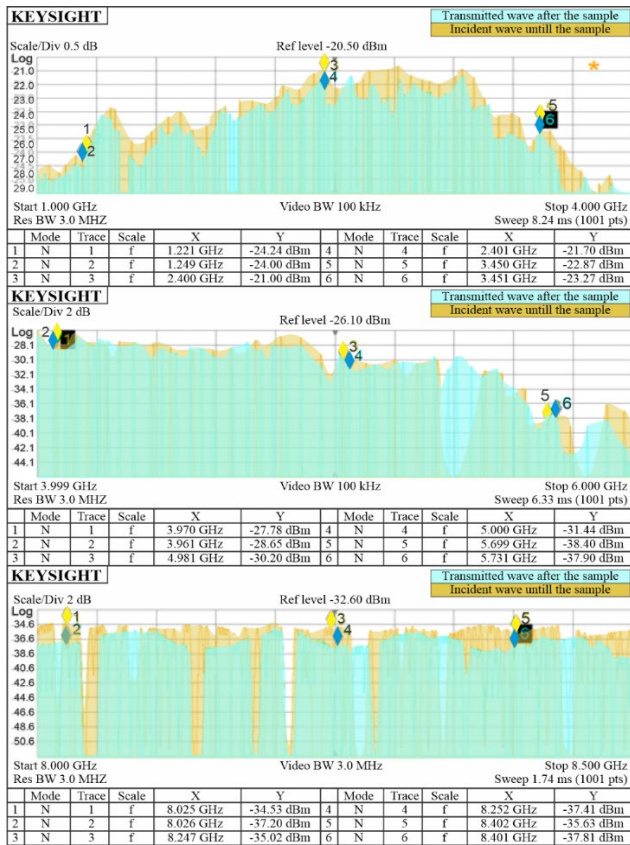 KEYSIGHT
Transmitted wave after the sample
Incident wave untill the sample
Scale/Div 0.5 dB Ref level -20.50 dBm
Log
21.0
22.0
23.0
24.0
25.0
26.0
27.0
28.0
29.0
1
2
3
4
5
6
Start 1.000 GHz Video BW 100 kHz Stop 4.000 GHz
Res BW 3.0 MHZ Sweep 8.24 ms (1001 pts)
Mode Trace Scale X Y Mode Trace Scale X Y
1 N 1 f 1.221 GHz -24.24 dBm 4 N 4 f 2.401 GHz -21.70 dBm
2 N 2 f 1.249 GHz -24.00 dBm 5 N 5 f 3.450 GHz -22.87 dBm
3 N 3 f 2.400 GHz -21.00 dBm 6 N 6 f 3.451 GHz -23.27 dBm
KEYSIGHT
Transmitted wave after the sample
Incident wave untill the sample
Scale/Div 2 dB
Ref level -26.10 dBm
Log
28.1
30.1
32.1
34.1
36.1
38.1
40.1
42.1
44.1
2
1
3
4
5
6
Start 3.999 GHz Video BW 100 kHz Stop 6.000 GHz
Res BW 3.0 MHZ Sweep 6.33 ms (1001 pts)
Mode Trace Scale X Y Mode Trace Scale X Y
1 N 1 f 3.970 GHz -27.78 dBm 4 N 4 f 5.000 GHz -31.44 dBm
2 N 2 f 3.961 GHz -28.65 dBm 5 N 5 f 5.699 GHz -38.40 dBm
3 N 3 f 4.981 GHz -30.20 dBm 6 N 6 f 5.731 GHz -37.90 dBm
KEYSIGHT
Transmitted wave after the sample
Incident wave untill the sample
Scale/Div 2 dB Ref level -32.60 dBm
Log
34.6
36.6
38.6
42.6
44.6
46.6
48.6
50.6
1
2
3
4
5
6
Start 8.000 GHz Video BW 3.0 MHz Stop 8.500 GHz
Res BW 3.0 MHZ Sweep 1.74 ms (1001 pts)
Mode Trace Scale X Y Mode Trace Scale X Y
1 N 1 f 8.025 GHz -34.53 dBm 4 N 4 f 8.252 GHz -37.41 dBm
2 N 2 f 8.026 GHz -37.20 dBm 5 N 5 f 8.402 GHz -35.63 dBm
3 N 3 f 8.247 GHz -35.02 dBm 6 N 6 f 8.401 GHz -37.81 dBm